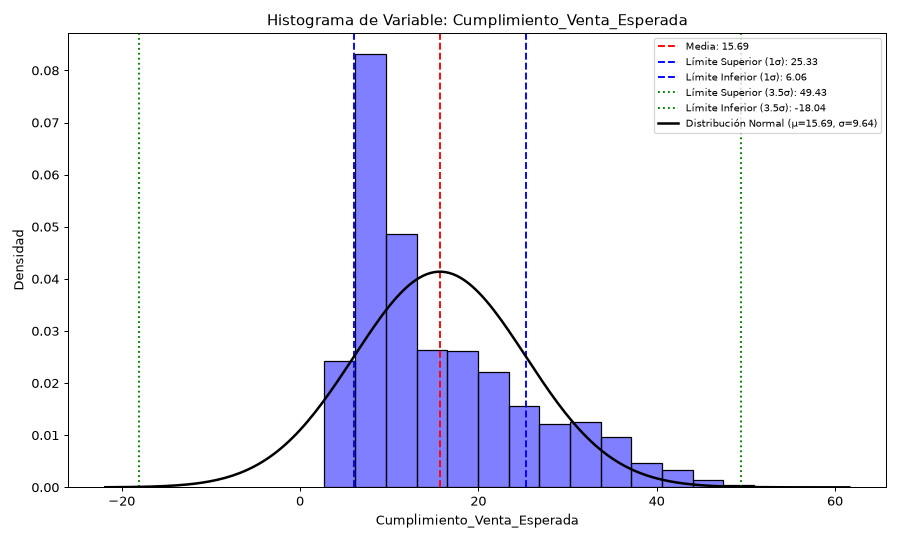 Histograma de Variable: Cumplimiento_Venta_Esperada
Media: 15.69
Límite Superior (1σ): 25.33
Límite Inferior (1σ): 6.06
Límite Superior (3.5σ): 49.43
Límite Inferior (3.5σ): -18.04
Distribución Normal (μ=15.69, σ=9.64)
Densidad
0.08
0.07
0.06
0.05
0.04
0.03
0.02
0.01
0.00
−20 0 20 40 60
Cumplimiento_Venta_Esperada